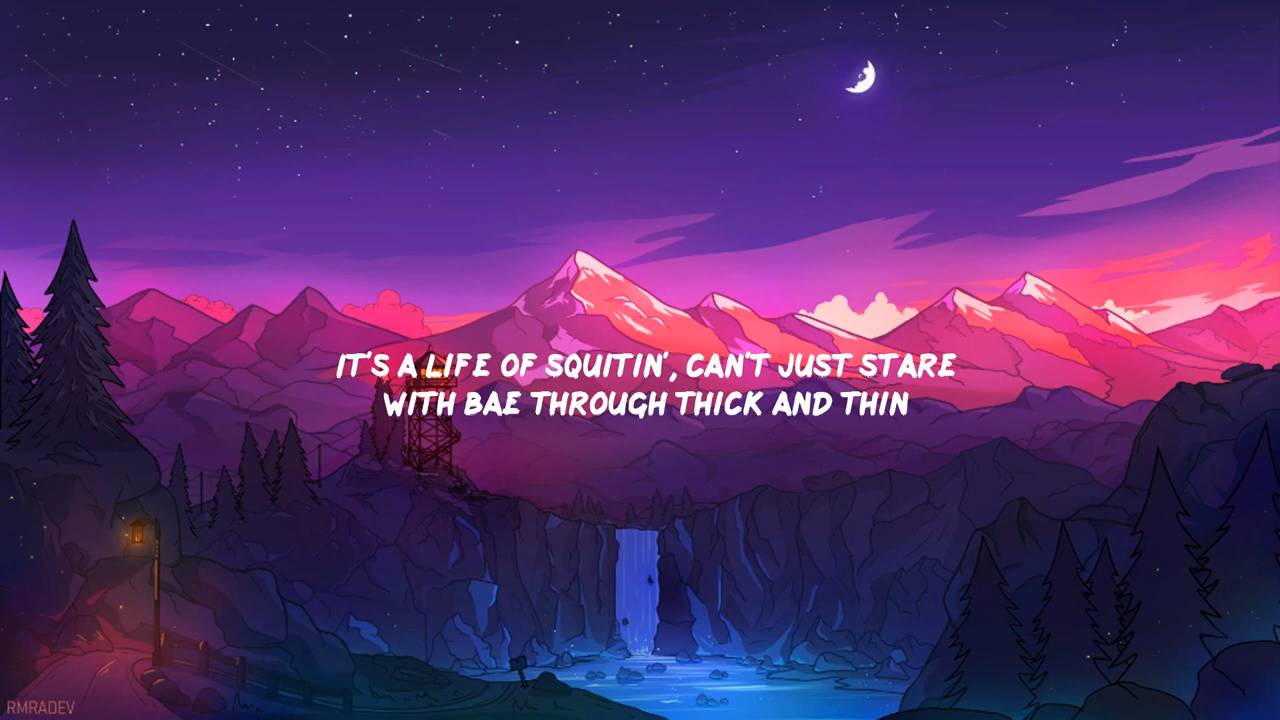 IT'S A LIFE OF SQUITIN', CAN'T JUST STARE
WITH BAE THROUGH THICK AND THIN
RMRADEV